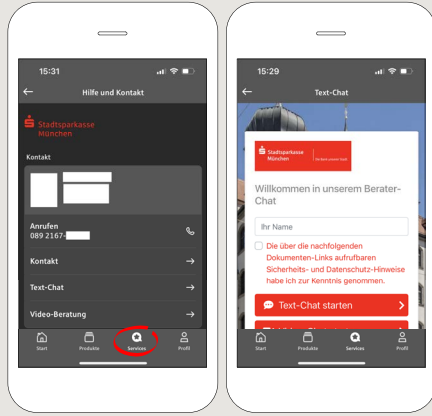 15:31
Hilfe und Kontakt
Stadtsparkasse
München
Kontakt
Anrufen
089 2167-
Kontakt
Text-Chat
Video-Beratung
Start
Produkte
Services
Profil
15:29
Text-Chat
Stadtsparkasse
München
Willkommen in unserem Berater-
Chat
Ihr Name
Die über die nachfolgenden
Dokumenten-Links aufrufbaren
Sicherheits- und Datenschutz-Hinweise
habe ich zur Kenntnis genommen.
Text-Chat starten
Start
Produkte
Services
Profil